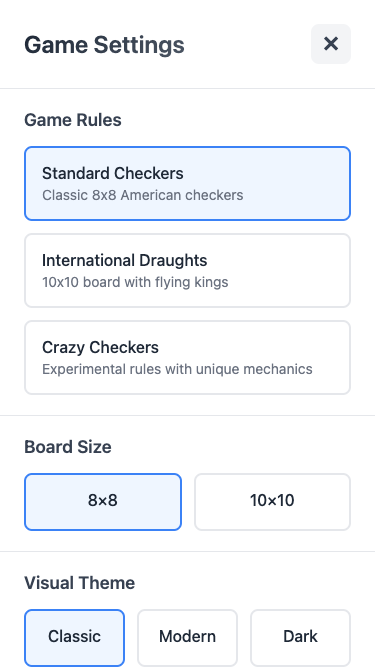 Game Settings
✕
Game Rules
Standard Checkers
Classic 8x8 American checkers
International Draughts
10x10 board with flying kings
Crazy Checkers
Experimental rules with unique mechanics
Board Size
8×8
10×10
Visual Theme
Classic
Modern
Dark